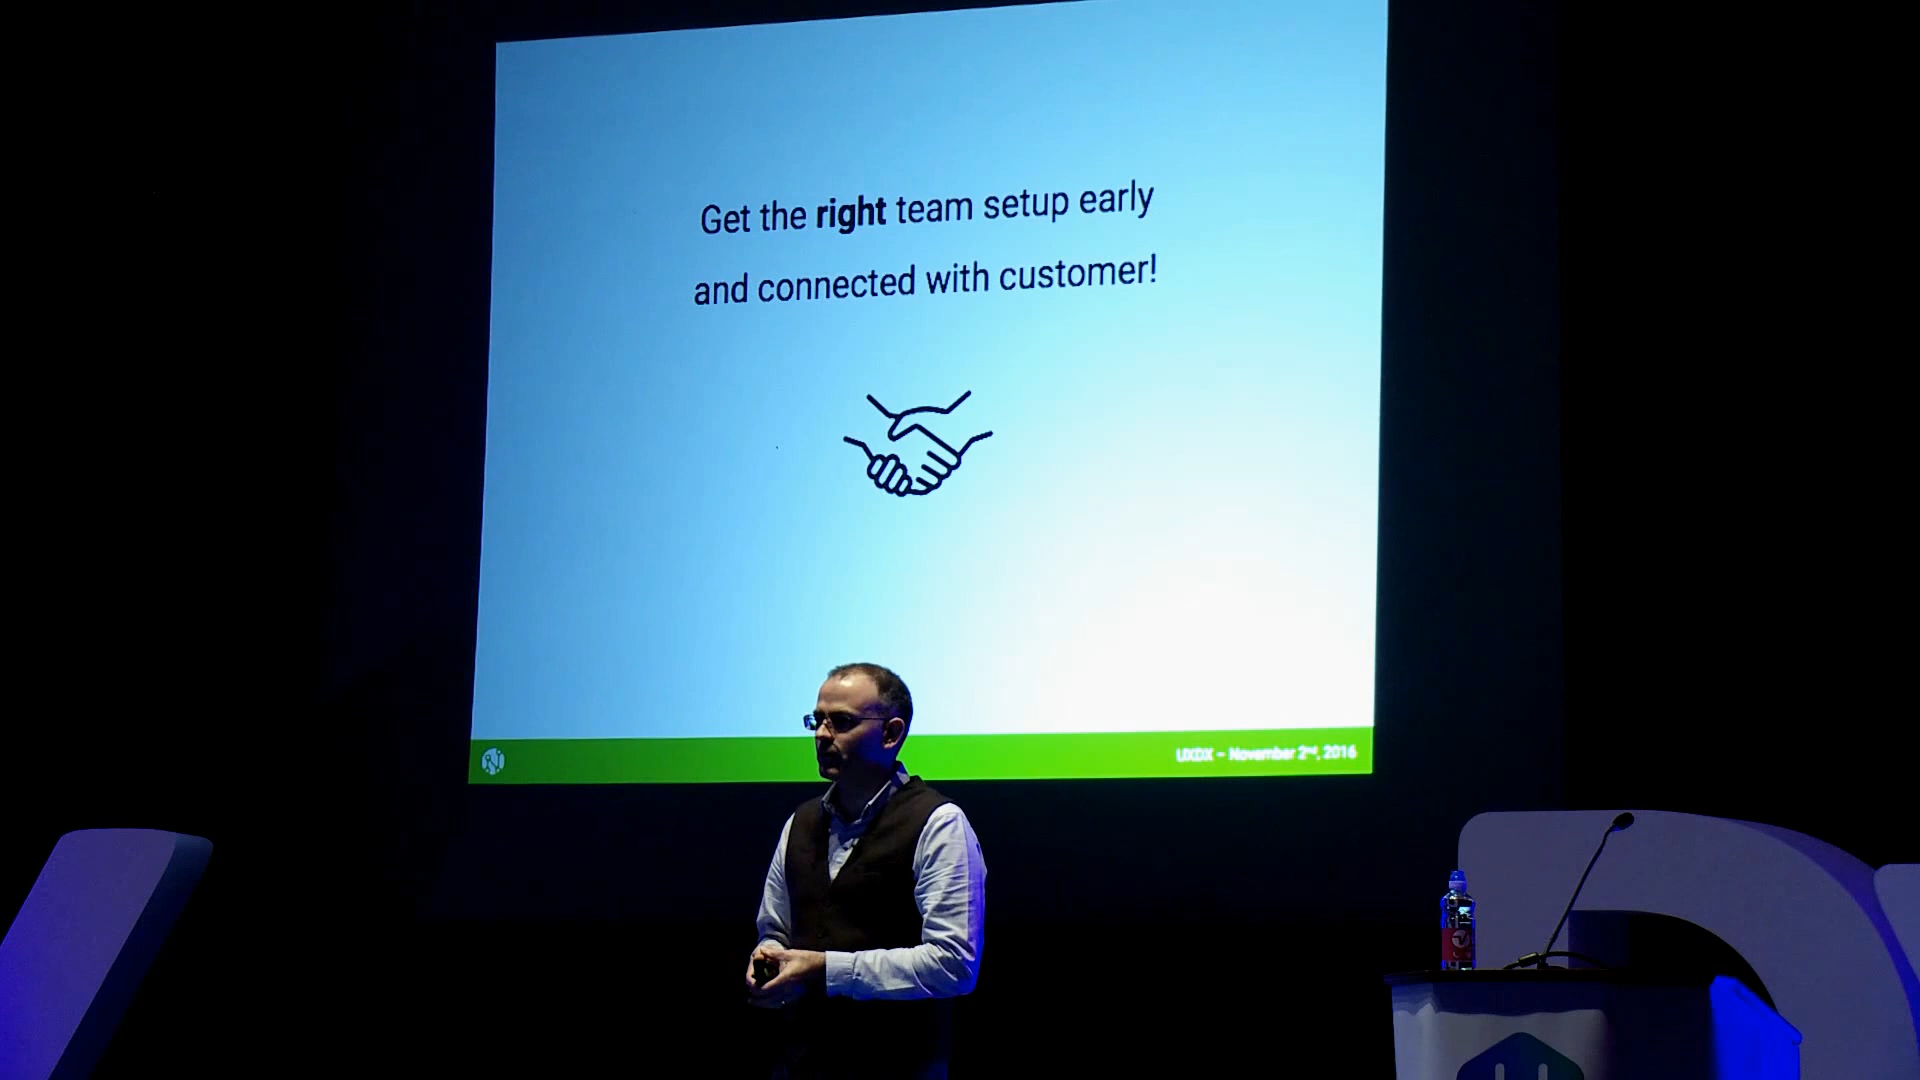 Get the right team setup early
and connected with customer!
UXDX – November 2nd, 2016